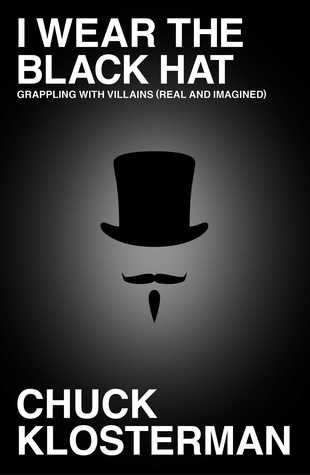 I WEAR THE
BLACK HAT
GRAPPLING WITH VILLAINS (REAL AND IMAGINED)
CHUCK
KLOSTERMAN